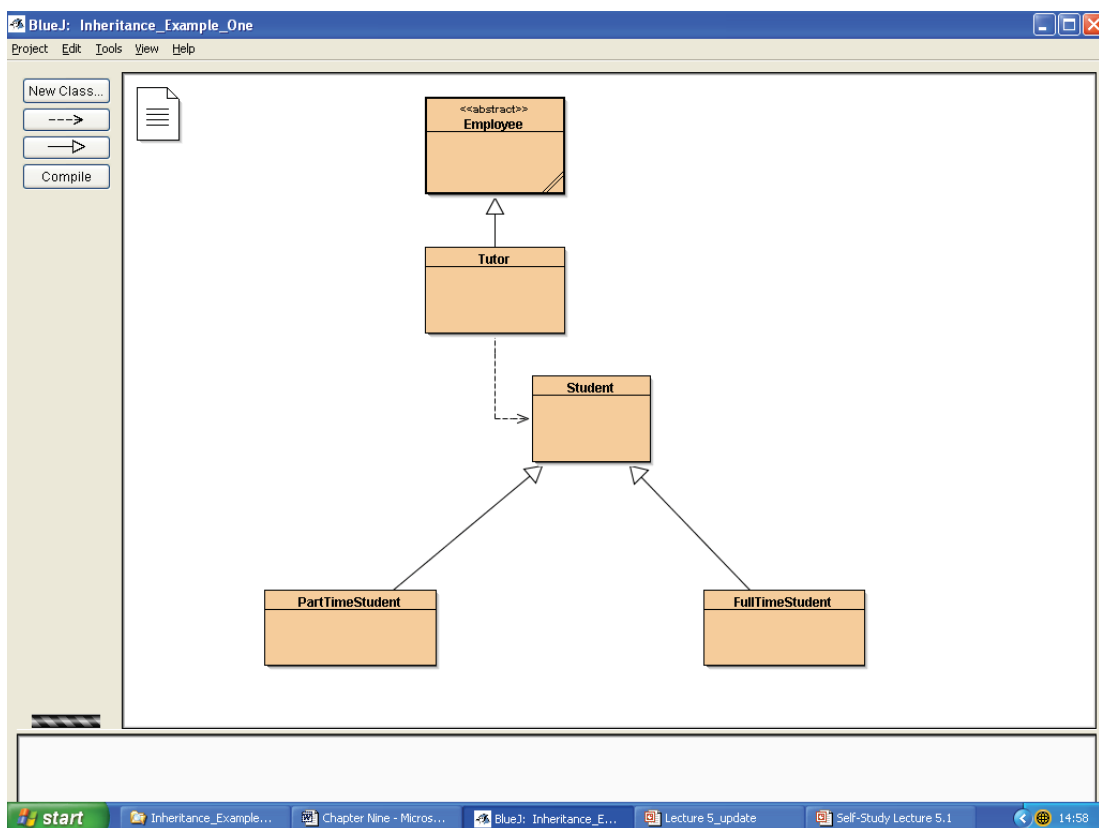 BlueJ: Inheritance_Example_One
Project Edit Tools View Help
New Class...
Compile
<<abstract>>
Employee
Tutor
Student
PartTimeStudent
FullTimeStudent
start
Inheritance_Example...
Chapter Nine - Micros...
BlueJ: Inheritance_E...
Lecture 5_update
Self-Study Lecture 5.1
14:58